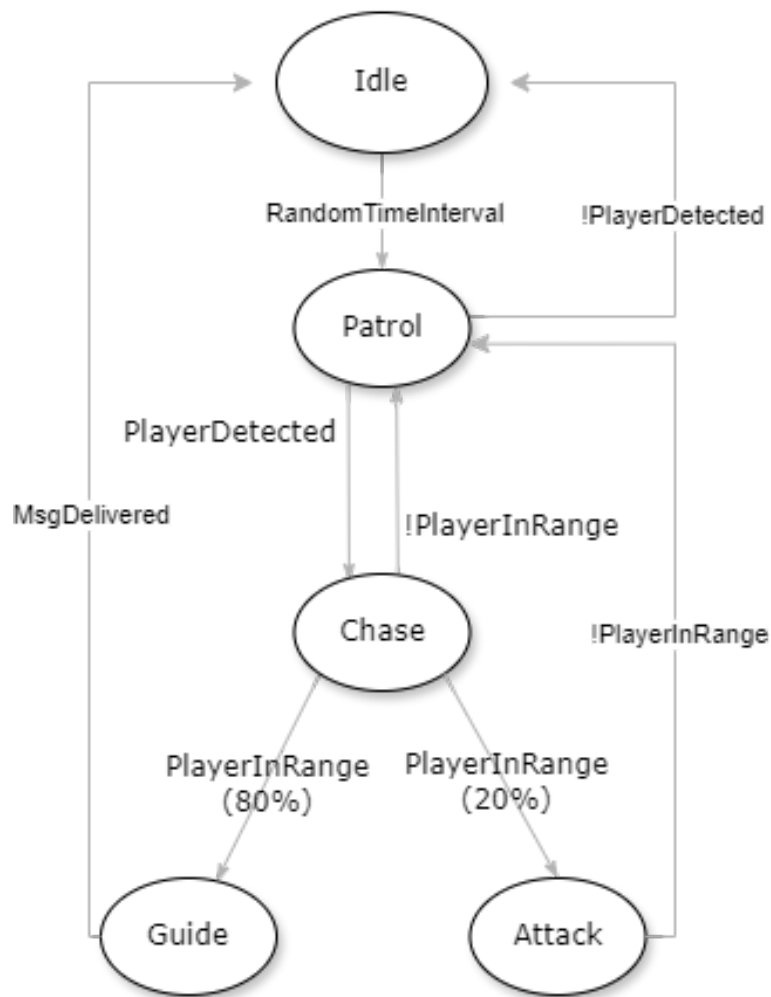 Idle
RandomTimeInterval
!PlayerDetected
Patrol
PlayerDetected
MsgDelivered
!PlayerInRange
Chase
!PlayerInRange
PlayerInRange
(80%)
PlayerInRange
(20%)
Guide
Attack